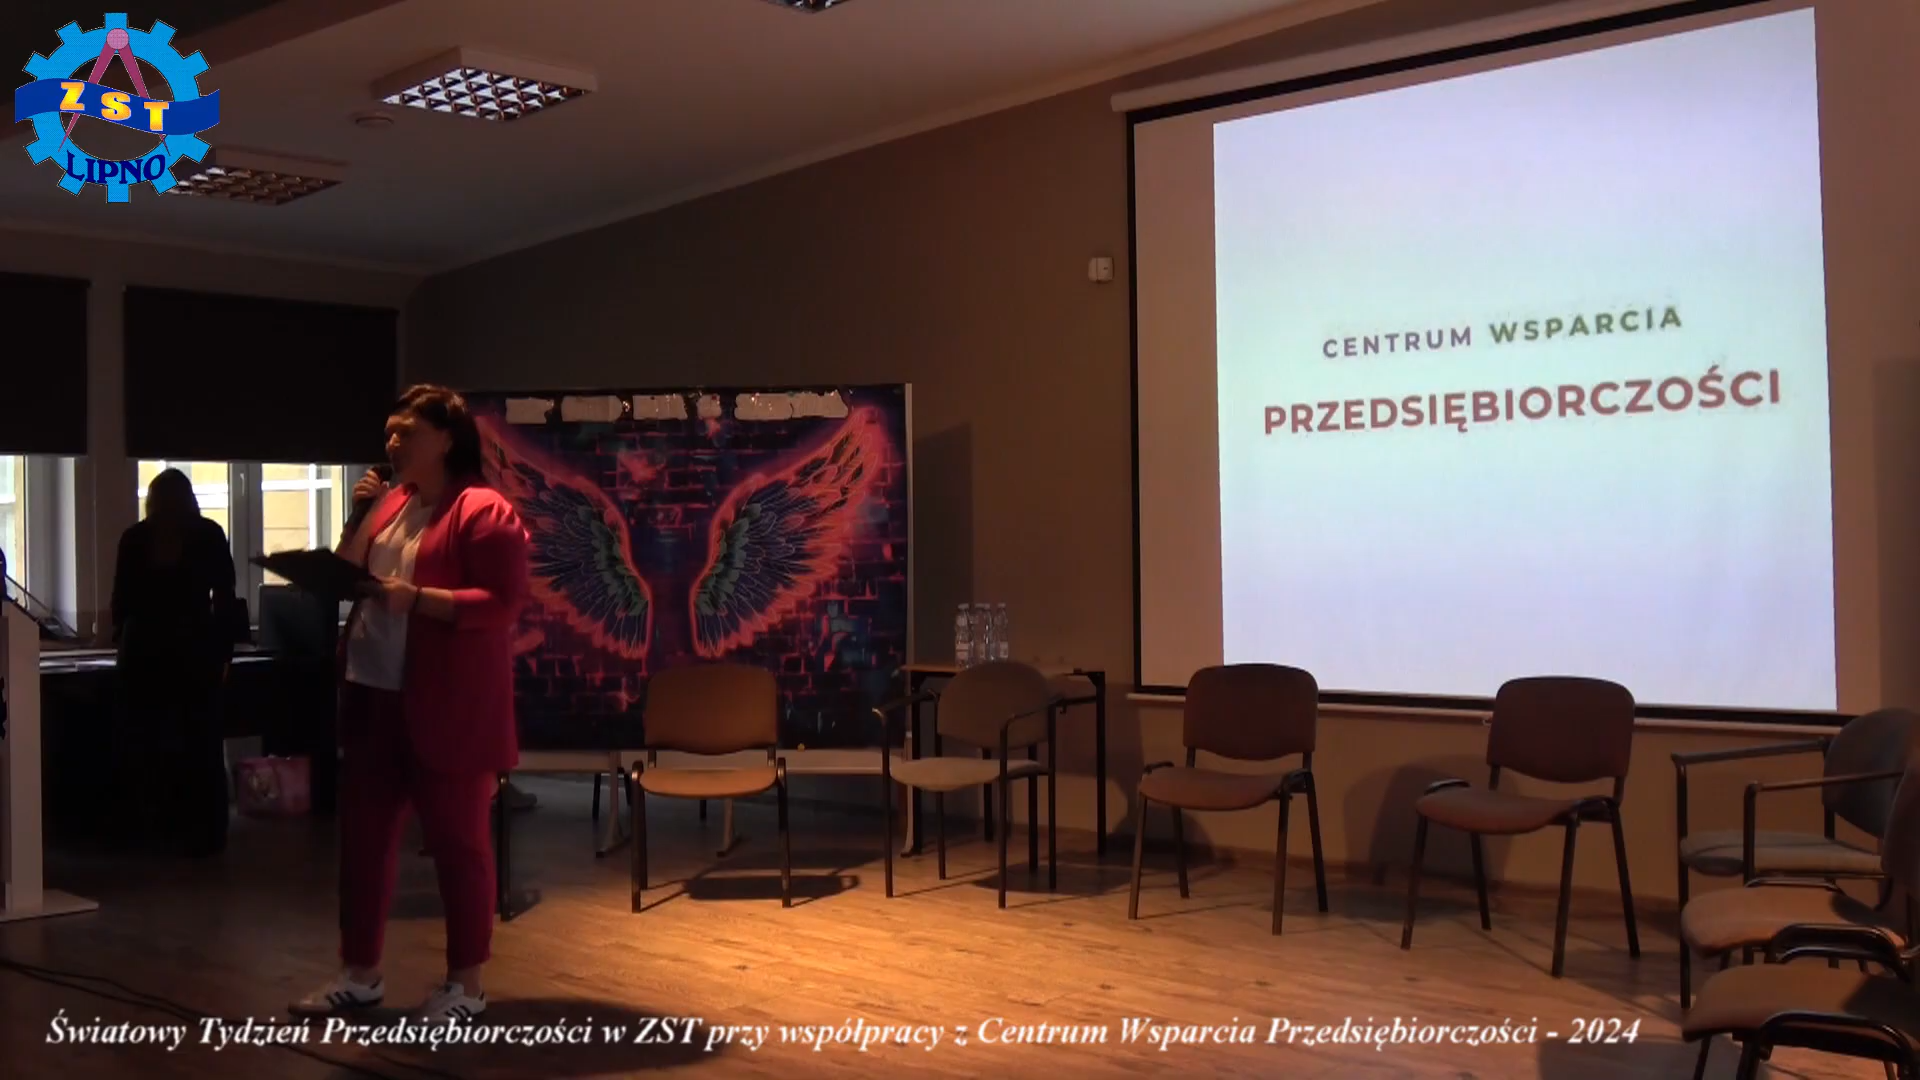 ZST
LIPNO
CENTRUM WSPARCIA
PRZEDSIĘBIORCZOŚCI
Światowy Tydzień Przedsiębiorczości w ZST przy współpracy z Centrum Wsparcia Przedsiębiorczości - 2024